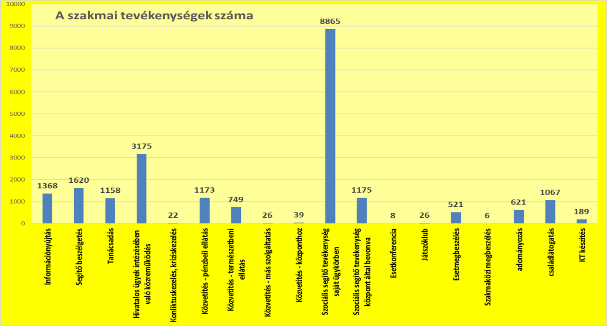 A szakmai tevékenységek száma
10000
9000
8000
7000
6000
5000
4000
3000
2000
1000
0
1368
1620
1158
3175
22
1173
749
26
39
8865
1175
8
26
521
6
621
1067
189
Információnyújtás
Segítő beszélgetés
Tanácsadás
Hivatalos ügyek intézésében
való közreműködés
Konfliktuskezelés, kríziskezelés
Közvetítés - pénzbeli ellátás
Közvetítés - természetbeni
ellátás
Közvetítés - más szolgáltatás
Közvetítés - központhoz
Szociális segítő tevékenység
saját ügykörben
Szociális segítő tevékenység
központ által bevonva
Esetkonferencia
Játszóklub
Esetmegbeszélés
Szakmaközi megbeszélés
adományozás
családlátogatás
KT készítés